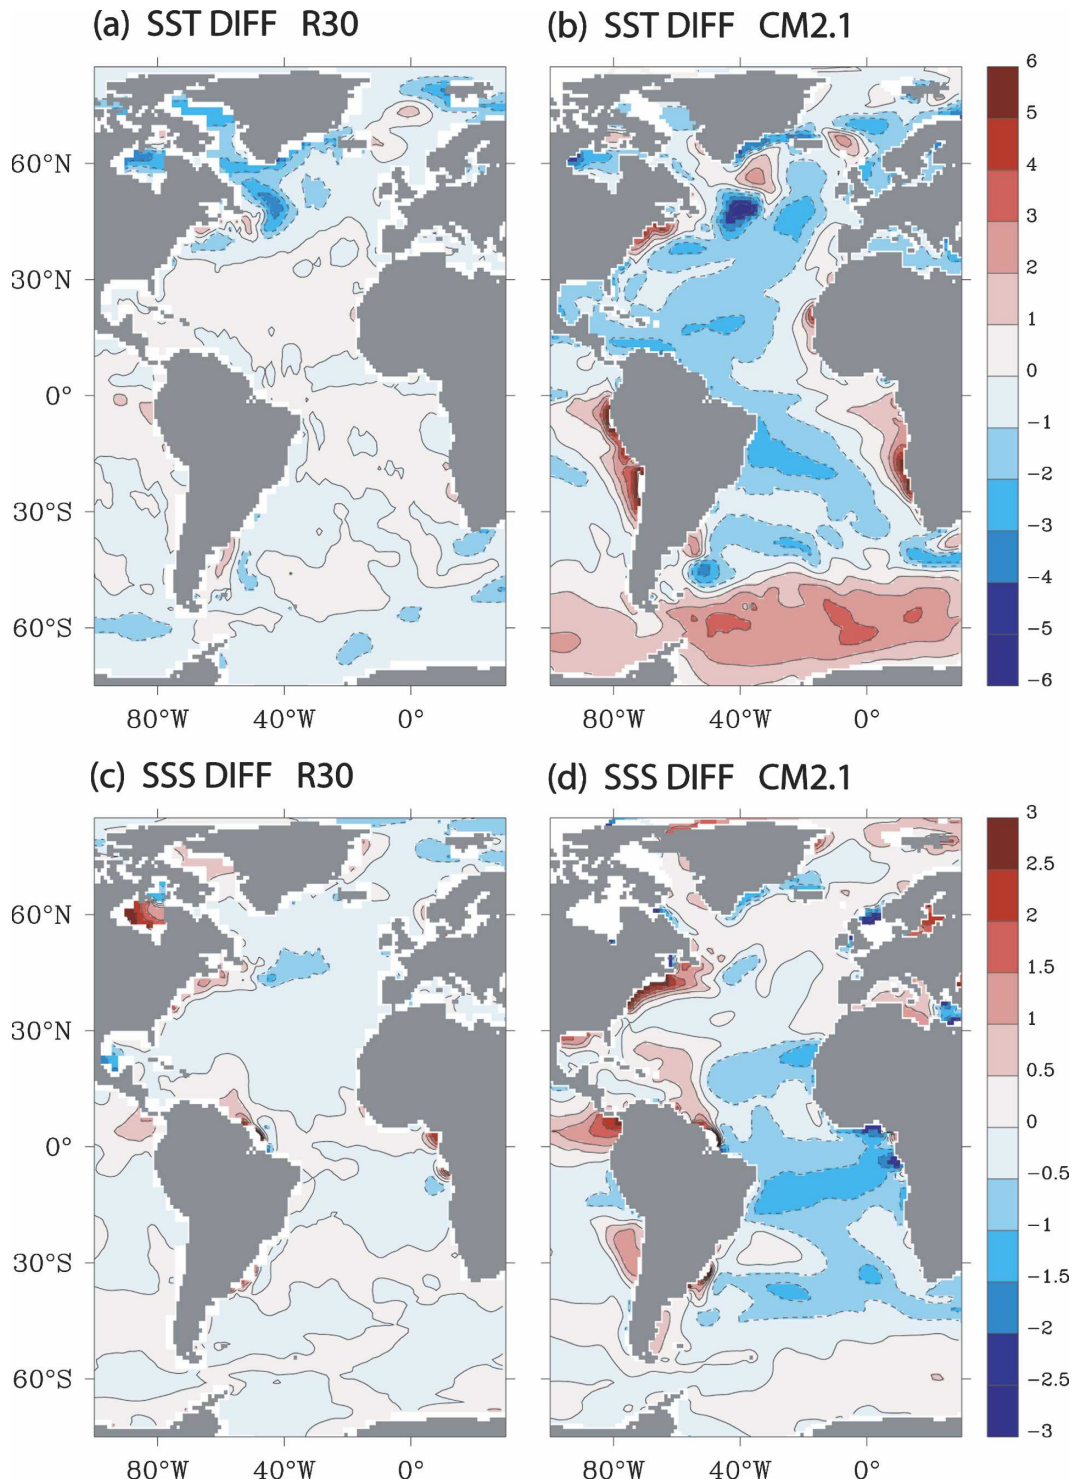 (a) SST DIFF R30
(b) SST DIFF CM2.1
60°N
30°N
0°
30°S
60°S
80°W 40°W 0°
80°W 40°W 0°
6
5
4
3
2
1
0
−1
−2
−3
−4
−5
−6
(c) SSS DIFF R30
(d) SSS DIFF CM2.1
60°N
30°N
0°
30°S
60°S
80°W 40°W 0°
80°W 40°W 0°
3
2.5
2
1.5
1
0.5
0
−0.5
−1
−1.5
−2
−2.5
−3